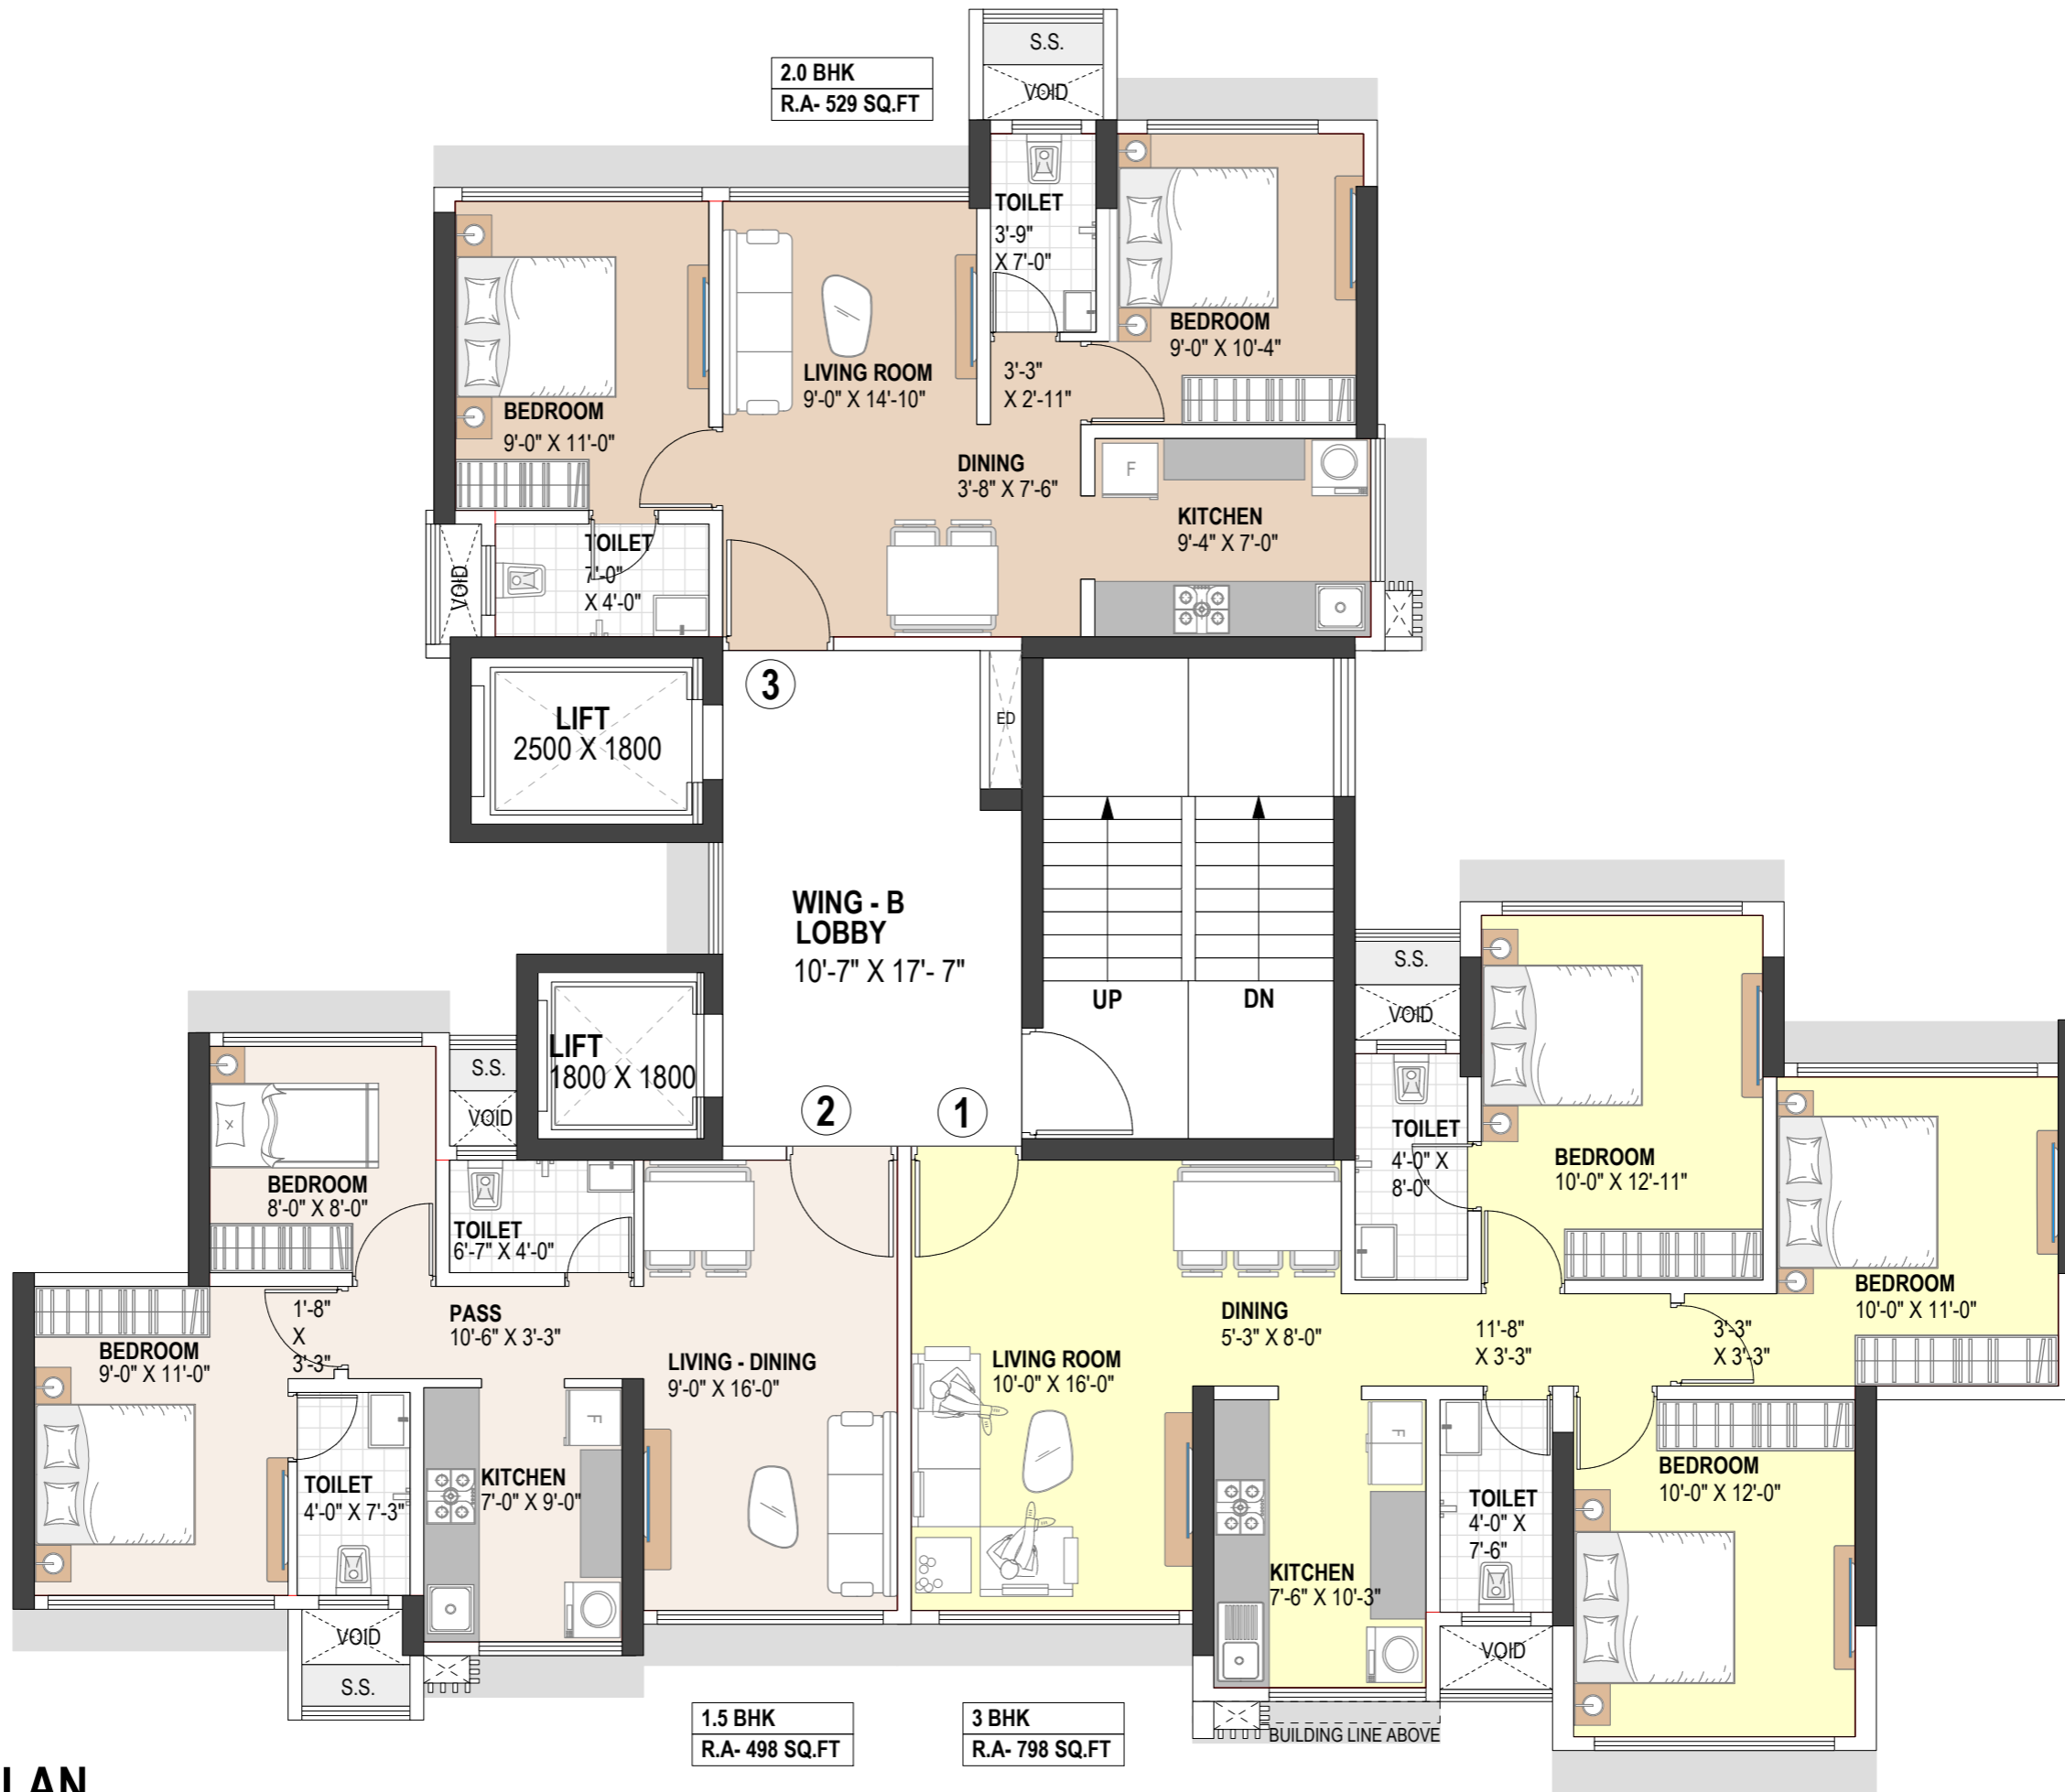 S.S.
2.0 BHK
R.A- 529 SQ.FT
VOID
TOILET
3'-9"
X 7'-0"
BEDROOM
9'-0" X 10'-4"
LIVING ROOM
9'-0" X 14'-10"
3'-3"
X 2'-11"
BEDROOM
9'-0" X 11'-0"
DINING
3'-8" X 7'-6"
F
KITCHEN
9'-4" X 7'-0"
TOILET
7'-0"
X 4'-0"
VOID
3
LIFT
2500 X 1800
ED
WING - B
LOBBY
10'-7" X 17'- 7"
UP
DN
S.S.
VOID
LIFT
1800 X 1800
S.S.
VOID
2
1
BEDROOM
8'-0" X 8'-0"
TOILET
6'-7" X 4'-0"
TOILET
4'-0" X
8'-0"
BEDROOM
10'-0" X 12'-11"
BEDROOM
10'-0" X 11'-0"
1'-8"
X
3'-3"
PASS
10'-6" X 3'-3"
DINING
5'-3" X 8'-0"
11'-8"
X 3'-3"
3'-3"
X 3'-3"
BEDROOM
9'-0" X 11'-0"
LIVING - DINING
9'-0" X 16'-0"
LIVING ROOM
10'-0" X 16'-0"
F
F
TOILET
4'-0" X 7'-3"
KITCHEN
7'-0" X 9'-0"
BEDROOM
10'-0" X 12'-0"
TOILET
4'-0" X
7'-6"
KITCHEN
7'-6" X 10'-3"
VOID
S.S.
VOID
1.5 BHK
R.A- 498 SQ.FT
3 BHK
R.A- 798 SQ.FT
BUILDING LINE ABOVE
LAN